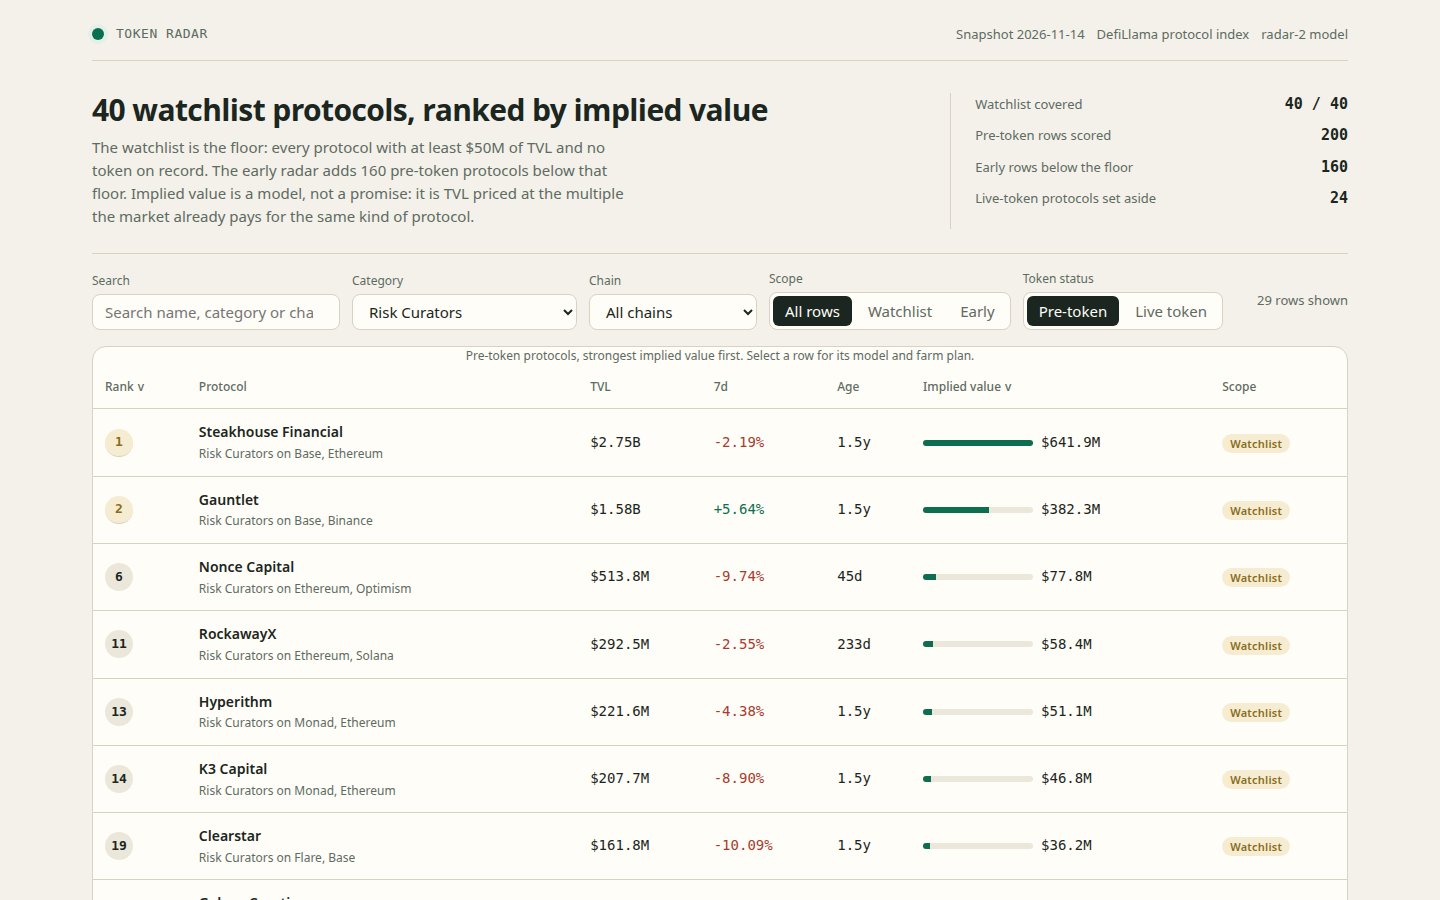 TOKEN RADAR
Snapshot 2026-11-14 DefiLlama protocol index radar-2 model
40 watchlist protocols, ranked by implied value
The watchlist is the floor: every protocol with at least $50M of TVL and no
token on record. The early radar adds 160 pre-token protocols below that
floor. Implied value is a model, not a promise: it is TVL priced at the multiple
the market already pays for the same kind of protocol.
Watchlist covered 40 / 40
Pre-token rows scored 200
Early rows below the floor 160
Live-token protocols set aside 24
Search Category Chain Scope Token status
Search name, category or cha Risk Curators All chains All rows Watchlist Early Pre-token Live token 29 rows shown
Pre-token protocols, strongest implied value first. Select a row for its model and farm plan.
Rank v Protocol TVL 7d Age Implied value v Scope
1 Steakhouse Financial $2.75B -2.19% 1.5y $641.9M Watchlist
Risk Curators on Base, Ethereum
2 Gauntlet $1.58B +5.64% 1.5y $382.3M Watchlist
Risk Curators on Base, Binance
6 Nonce Capital $513.8M -9.74% 45d $77.8M Watchlist
Risk Curators on Ethereum, Optimism
11 RockawayX $292.5M -2.55% 233d $58.4M Watchlist
Risk Curators on Ethereum, Solana
13 Hyperithm $221.6M -4.38% 1.5y $51.1M Watchlist
Risk Curators on Monad, Ethereum
14 K3 Capital $207.7M -8.90% 1.5y $46.8M Watchlist
Risk Curators on Monad, Ethereum
19 Clearstar $161.8M -10.09% 1.5y $36.2M Watchlist
Risk Curators on Flare, Base